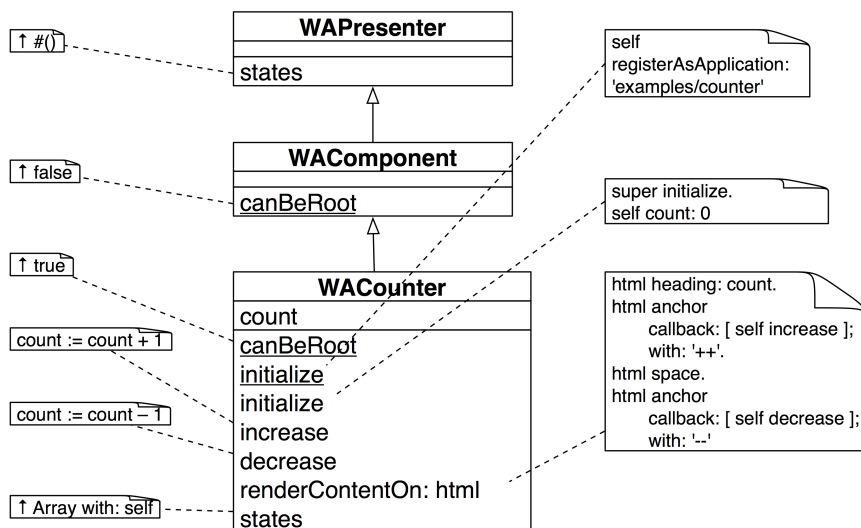 WAPresenter
↑ #()
states
self
registerAsApplication:
'examples/counter'
WAComponent
↑ false
canBeRoot
super initialize.
self count: 0
↑ true
WACounter
count
canBeRoot
initialize
initialize
increase
decrease
renderContentOn: html
states
count := count + 1
count := count – 1
↑ Array with: self
html heading: count.
html anchor
callback: [ self increase ];
with: '++'.
html space.
html anchor
callback: [ self decrease ];
with: '--'